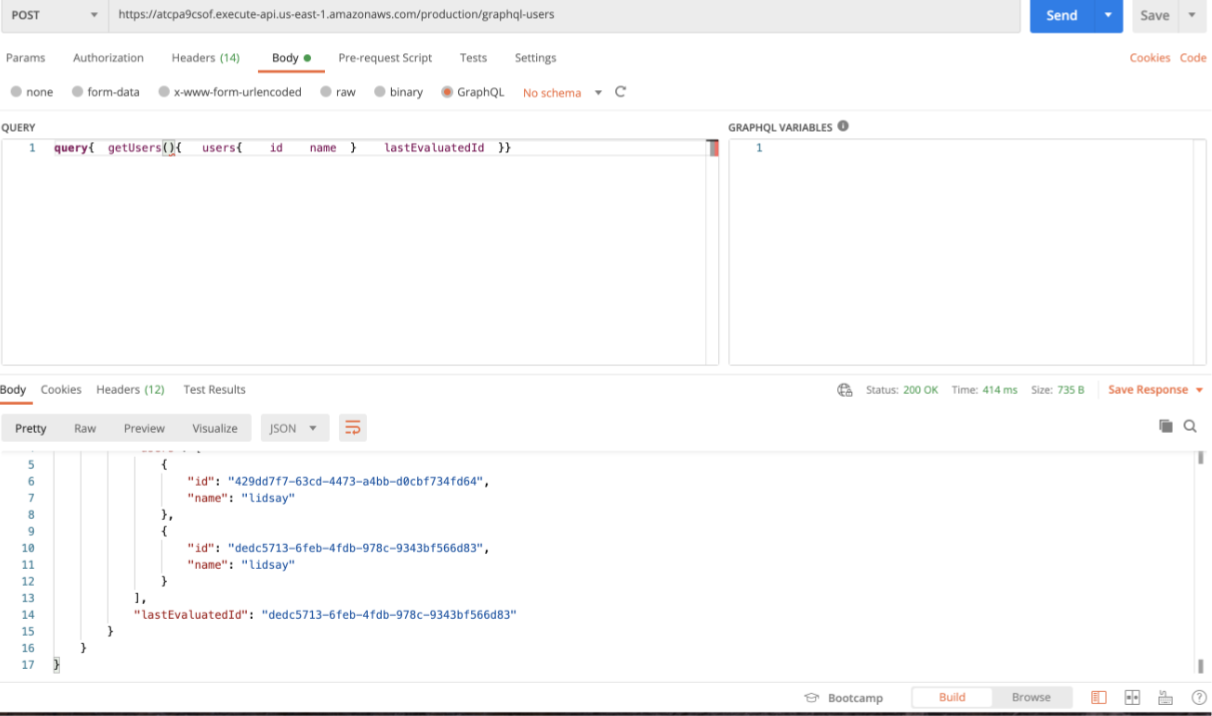 POST https://atcpa9csof.execute-api.us-east-1.amazonaws.com/production/graphql-users Send Save
Params Authorization Headers (14) Body Pre-request Script Tests Settings Cookies Code
none form-data x-www-form-urlencoded raw binary GraphQL No schema
QUERY GRAPHQL VARIABLES
1 query{ getUsers(){ users{ id name } lastEvaluatedId }} 1
Body Cookies Headers (12) Test Results Status: 200 OK Time: 414 ms Size: 735 B Save Response
Pretty Raw Preview Visualize JSON
5 {
6 "id": "429dd7f7-63cd-4473-a4bb-d0cbf734fd64",
7 "name": "lidsay"
8 },
9 {
10 "id": "dedc5713-6feb-4fdb-978c-9343bf566d83",
11 "name": "lidsay"
12 }
13 ],
14 "lastEvaluatedId": "dedc5713-6feb-4fdb-978c-9343bf566d83"
15 }
16 }
17 }
Bootcamp Build Browse